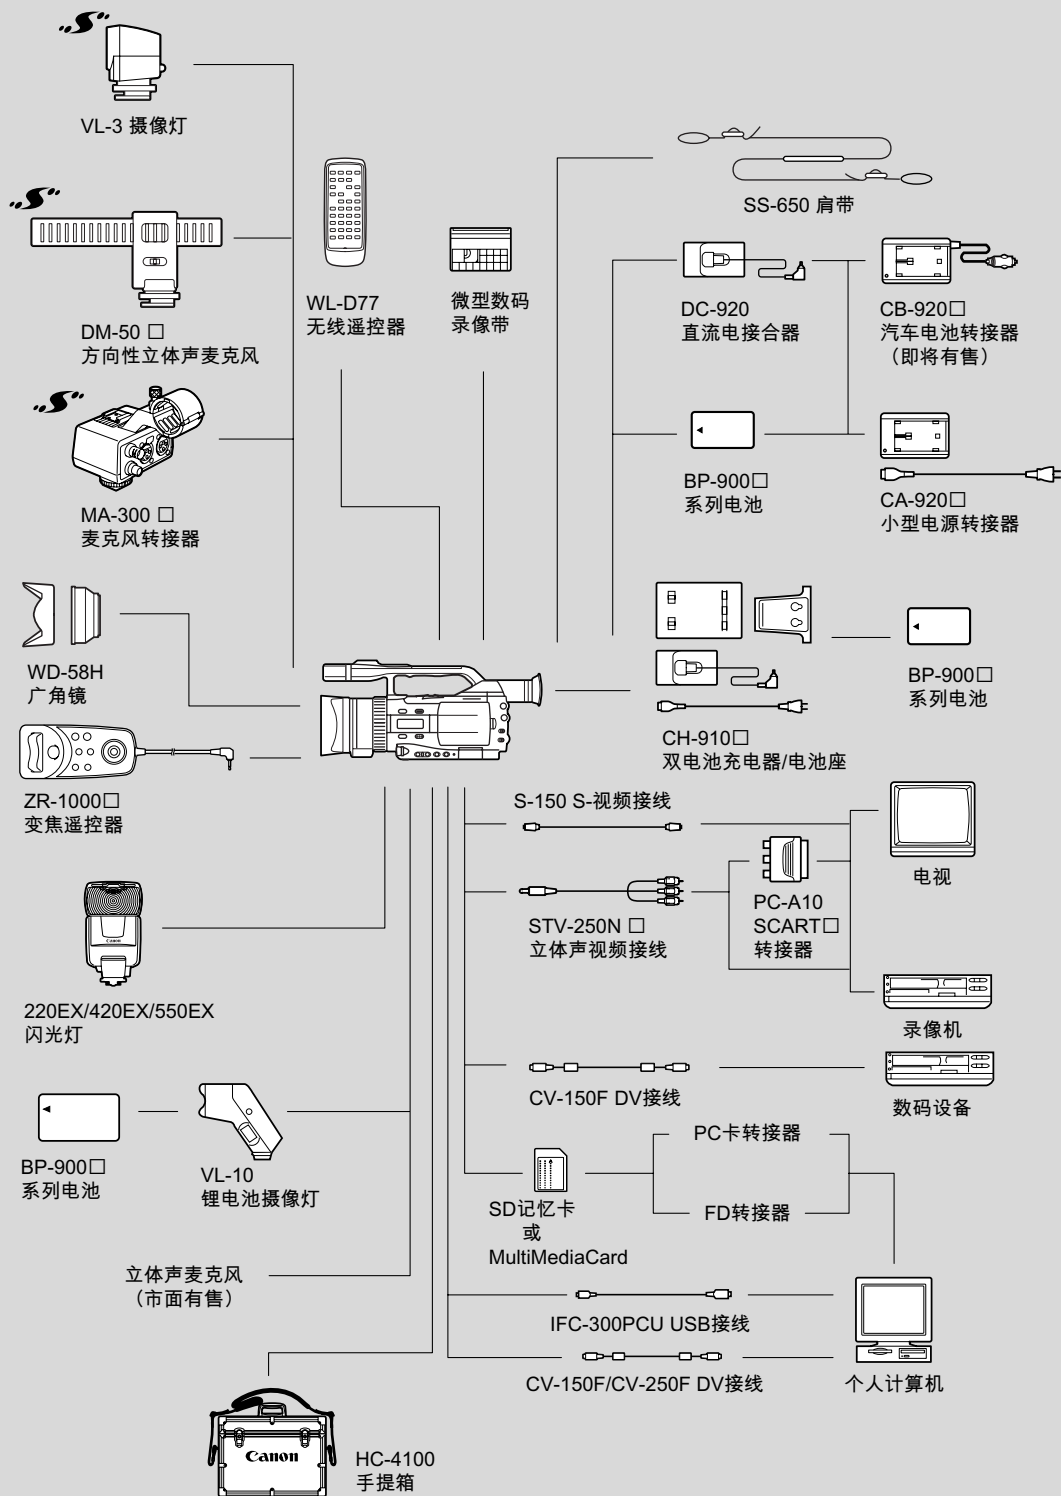 VL-3 摄像灯
DM-50 □
方向性立体声麦克风
MA-300 □
麦克风转接器
WD-58H
广角镜
ZR-1000□
变焦遥控器
CANON
220EX/420EX/550EX
闪光灯
BP-900□
系列电池
VL-10
锂电池摄像灯
立体声麦克风
（市面有售）
Canon
HC-4100
手提箱
WL-D77
无线遥控器
微型数码
录像带
SS-650 肩带
DC-920
直流电接合器
CB-920□
汽车电池转接器
（即将有售）
BP-900□
系列电池
CA-920□
小型电源转接器
CH-910□
双电池充电器/电池座
BP-900□
系列电池
S-150 S-视频接线
STV-250N □
立体声视频接线
PC-A10
SCART□
转接器
电视
录像机
CV-150F DV接线
数码设备
SD记忆卡
或
MultiMediaCard
PC卡转接器
FD转接器
IFC-300PCU USB接线
CV-150F/CV-250F DV接线
个人计算机